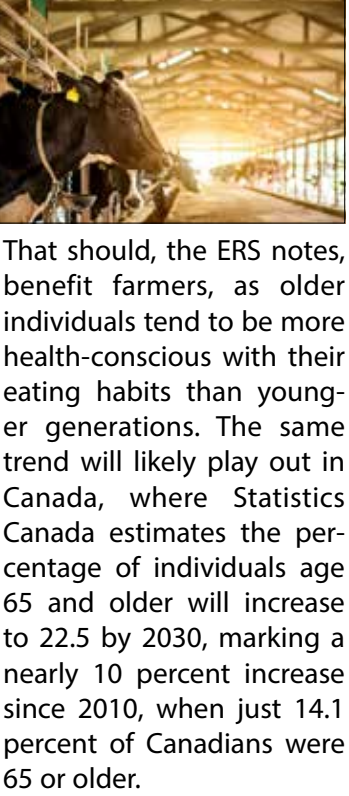 That should, the ERS notes,
benefit farmers, as older
individuals tend to be more
health-conscious with their
eating habits than young-
er generations. The same
trend will likely play out in
Canada, where Statistics
Canada estimates the per-
centage of individuals age
65 and older will increase
to 22.5 by 2030, marking a
nearly 10 percent increase
since 2010, when just 14.1
percent of Canadians were
65 or older.